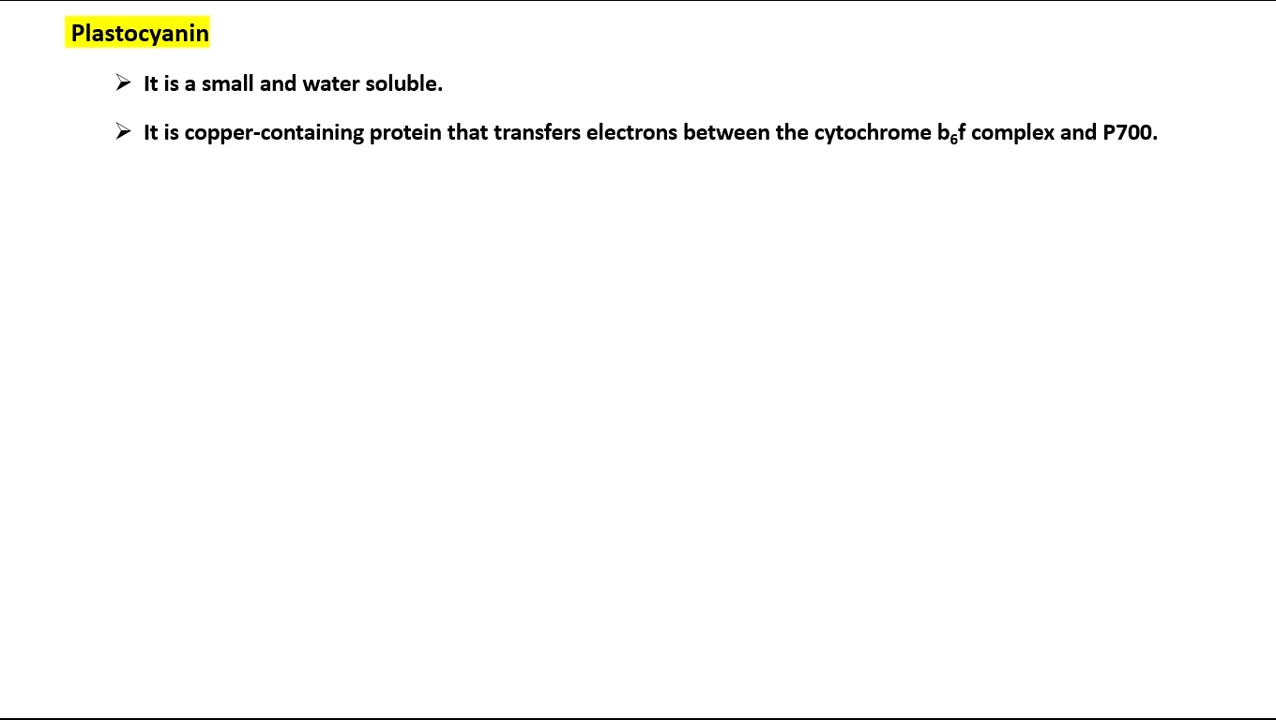 Plastocyanin
➢ It is a small and water soluble.
➢ It is copper-containing protein that transfers electrons between the cytochrome b₆f complex and P700.